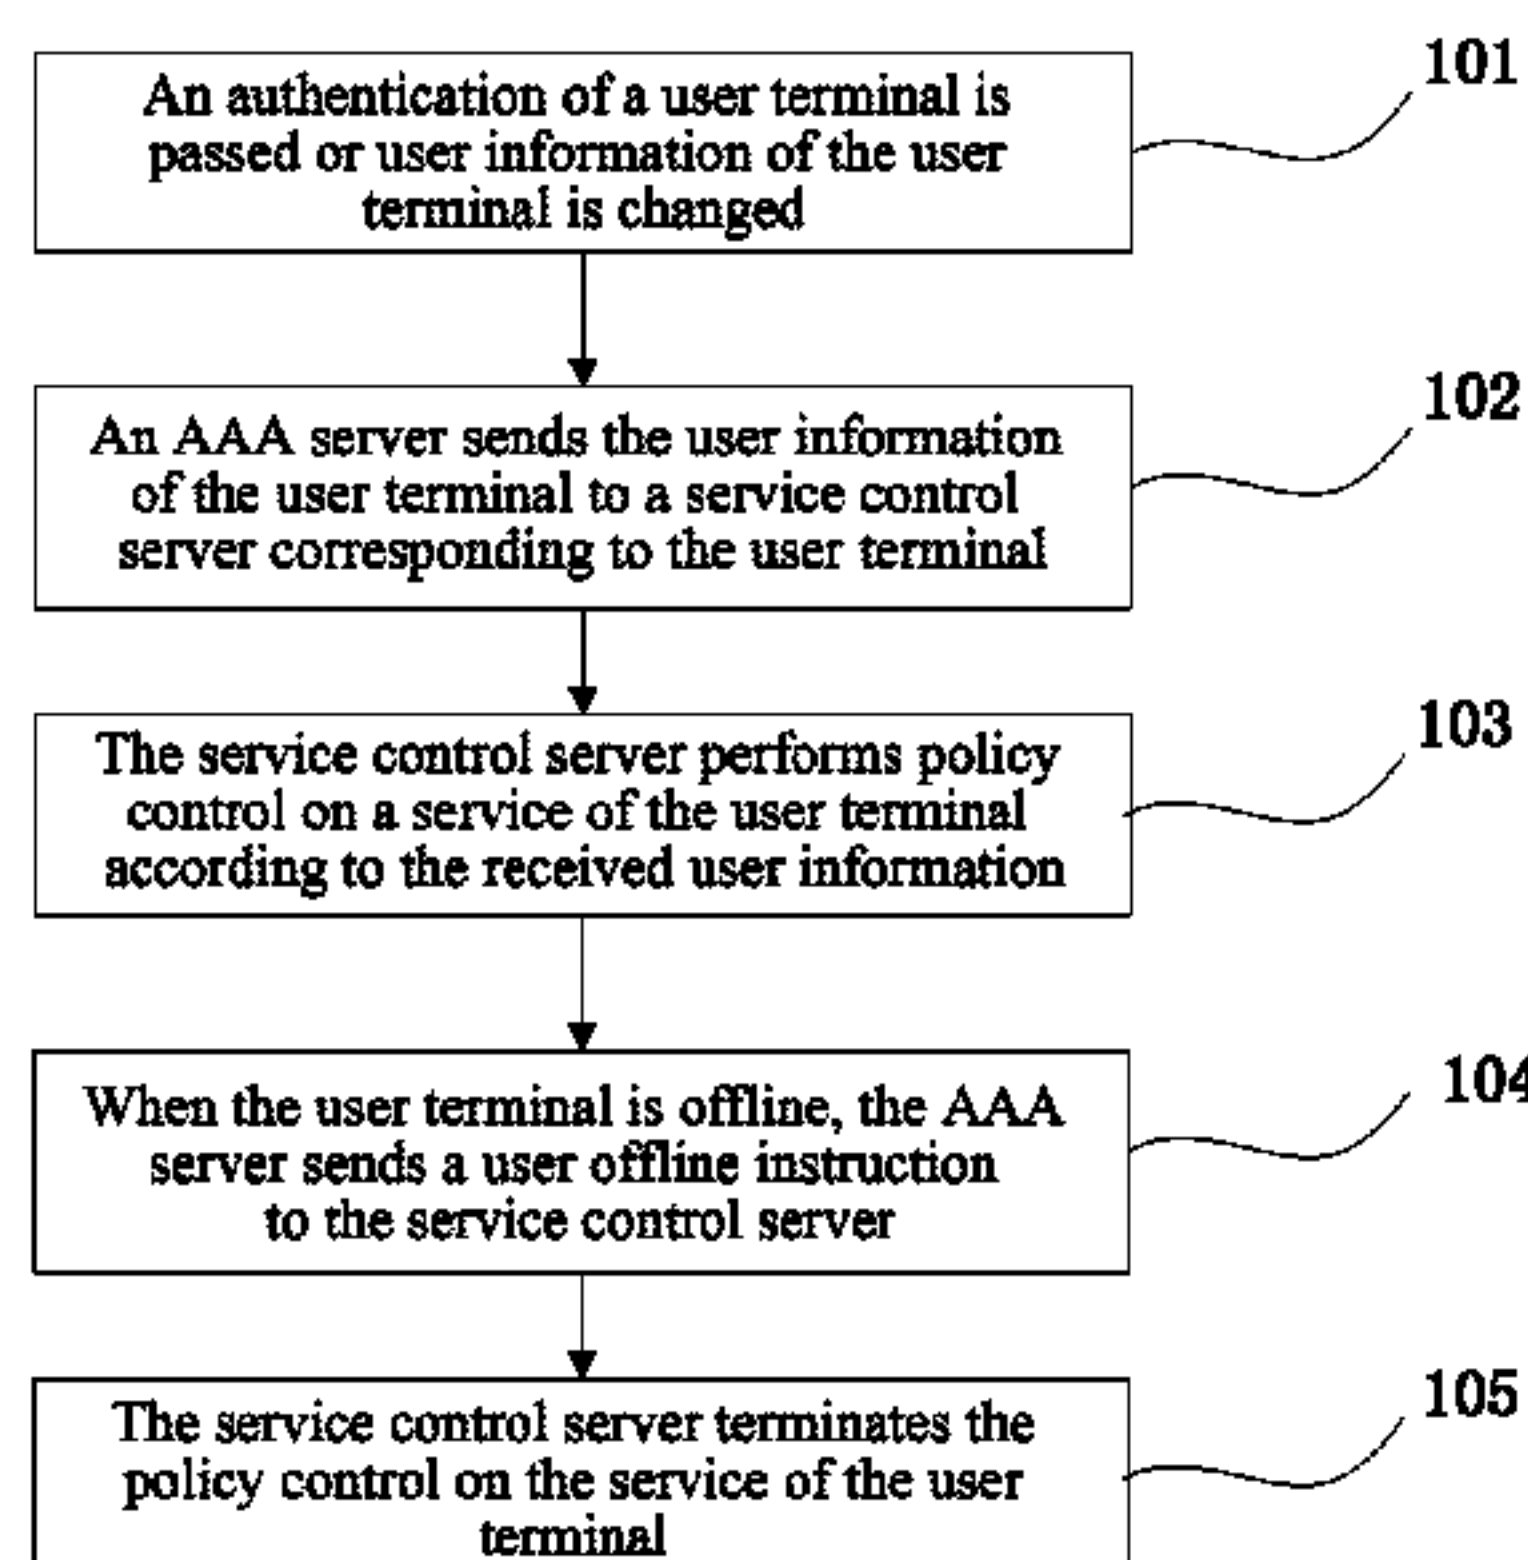 An authentication of a user terminal is
passed or user information of the user
terminal is changed
101
An AAA server sends the user information
of the user terminal to a service control
server corresponding to the user terminal
102
The service control server performs policy
control on a service of the user terminal
according to the received user information
103
When the user terminal is offline, the AAA
server sends a user offline instruction
to the service control server
104
The service control server terminates the
policy control on the service of the user
terminal
105